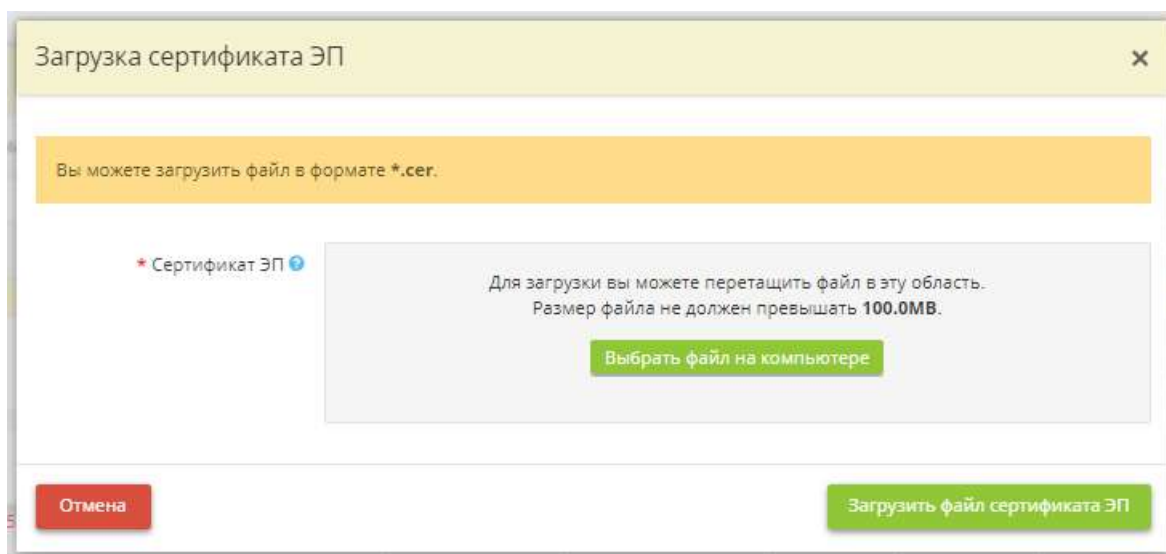 Загрузка сертификата ЭП
Вы можете загрузить файл в формате *.cer.
* Сертификат ЭП
Для загрузки вы можете перетащить файл в эту область.
Размер файла не должен превышать 100.0MB.
Выбрать файл на компьютере
Отмена
Загрузить файл сертификата ЭП